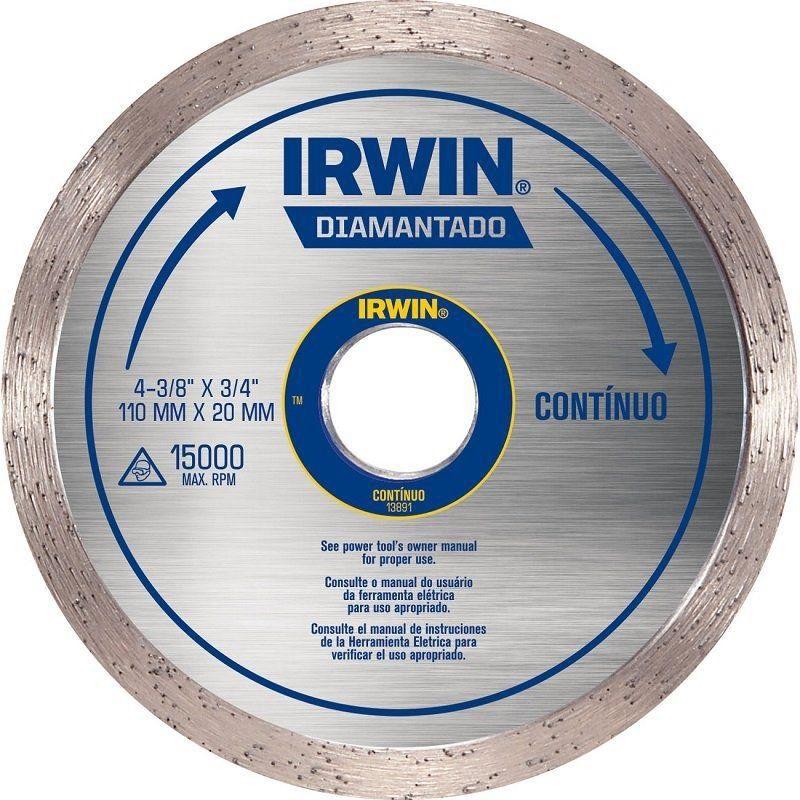 IRWIN®
DIAMANTADO
IRWIN®
4-3/8" X 3/4"
110 MM X 20 MM
™
CONTÍNUO
15000
MAX. RPM
CONTÍNUO
13891
See power tool's owner manual
for proper use.
Consulte o manual do usuário
da ferramenta elétrica
para uso apropriado.
Consulte el manual de instruciones
de la Herramienta Eletrica para
verificar el uso apropriado.